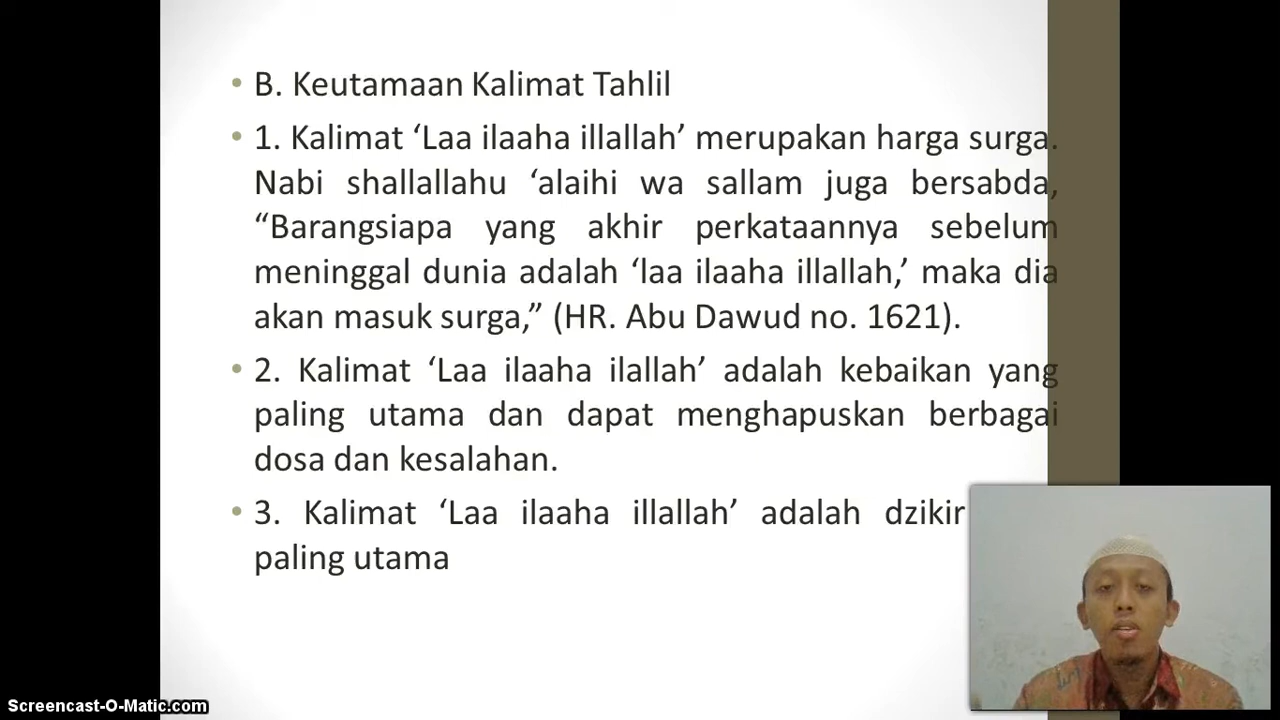 • B. Keutamaan Kalimat Tahlil
• 1. Kalimat ‘Laa ilaaha illallah’ merupakan harga surga.
Nabi shallallahu ‘alaihi wa sallam juga bersabda,
“Barangsiapa yang akhir perkataannya sebelum
meninggal dunia adalah ‘laa ilaaha illallah,’ maka dia
akan masuk surga,” (HR. Abu Dawud no. 1621).
• 2. Kalimat ‘Laa ilaaha ilallah’ adalah kebaikan yang
paling utama dan dapat menghapuskan berbagai
dosa dan kesalahan.
• 3. Kalimat ‘Laa ilaaha illallah’ adalah dzikir
paling utama
Screencast-O-Matic.com